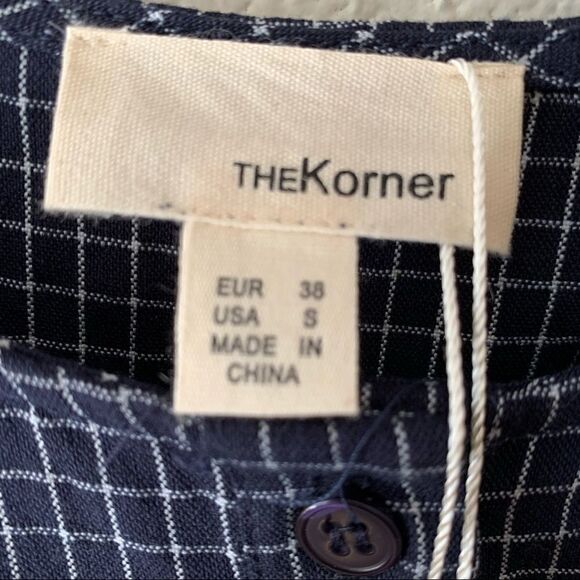 THEKorner
EUR 38
USA S
MADE IN
CHINA